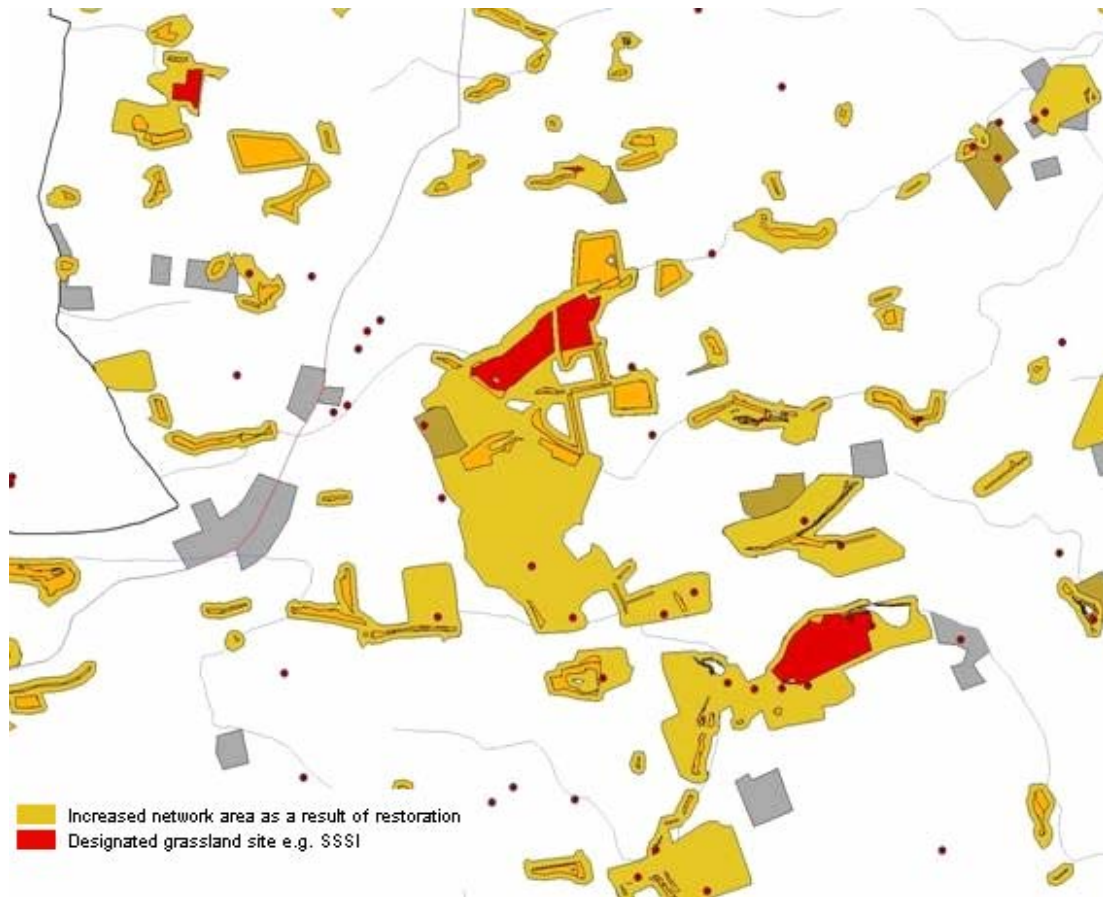 Increased network area as a result of restoration
Designated grassland site e.g. SSSI